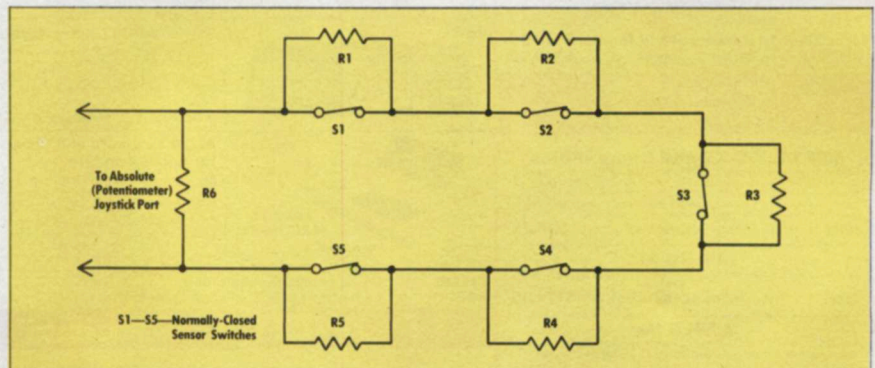 R1
R2
S1
S2
To Absolute
(Potentiometer)
Joystick Port
R6
S3
R3
S5
S4
S1—S5—Normally-Closed
Sensor Switches
R5
R4